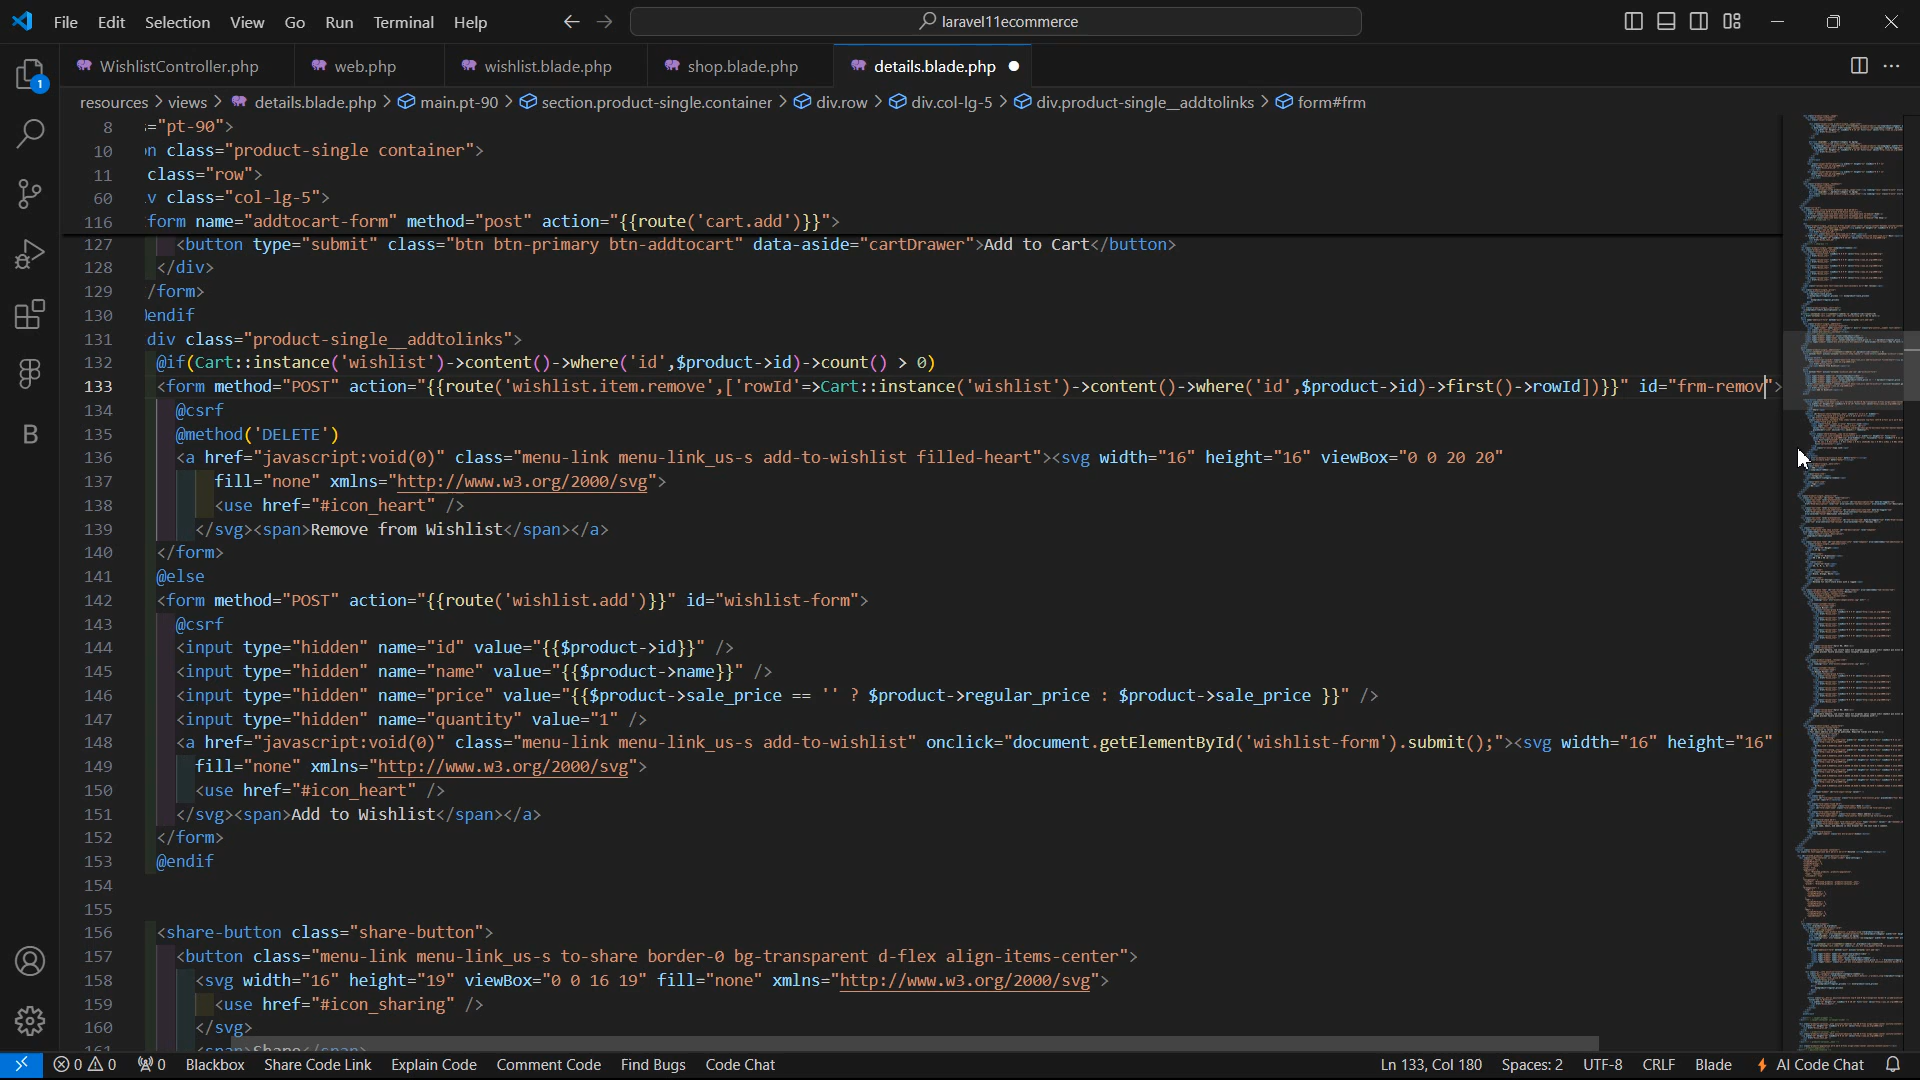 File Edit Selection View Go Run Terminal Help
laravel11ecommerce
WishlistController.php web.php wishlist.blade.php shop.blade.php details.blade.php
resources > views > details.blade.php > main.pt-90 > section.product-single.container > div.row > div.col-lg-5 > div.product-single__addtolinks > form#frm
8 ="pt-90">
10 n class="product-single container">
11 class="row">
60 v class="col-lg-5">
116 form name="addtocart-form" method="post" action="{{route('cart.add')}}">
127 <button type="submit" class="btn btn-primary btn-addtocart" data-aside="cartDrawer">Add to Cart</button>
128 </div>
129 /form>
130 endif
131 div class="product-single__addtolinks">
132 @if(Cart::instance('wishlist')->content()->where('id',$product->id)->count() > 0)
133 <form method="POST" action="{{route('wishlist.item.remove',['rowId'=>Cart::instance('wishlist')->content()->where('id',$product->id)->first()->rowId])}}" id="frm-remov">
134 @csrf
135 @method('DELETE')
136 <a href="javascript:void(0)" class="menu-link menu-link_us-s add-to-wishlist filled-heart"><svg width="16" height="16" viewBox="0 0 20 20"
137 fill="none" xmlns="http://www.w3.org/2000/svg">
138 <use href="#icon_heart" />
139 </svg><span>Remove from Wishlist</span></a>
140 </form>
141 @else
142 <form method="POST" action="{{route('wishlist.add')}}" id="wishlist-form">
143 @csrf
144 <input type="hidden" name="id" value="{{$product->id}}" />
145 <input type="hidden" name="name" value="{{$product->name}}" />
146 <input type="hidden" name="price" value="{{$product->sale_price == '' ? $product->regular_price : $product->sale_price }}" />
147 <input type="hidden" name="quantity" value="1" />
148 <a href="javascript:void(0)" class="menu-link menu-link_us-s add-to-wishlist" onclick="document.getElementById('wishlist-form').submit();"><svg width="16" height="16"
149 fill="none" xmlns="http://www.w3.org/2000/svg">
150 <use href="#icon_heart" />
151 </svg><span>Add to Wishlist</span></a>
152 </form>
153 @endif
154
155
156 <share-button class="share-button">
157 <button class="menu-link menu-link_us-s to-share border-0 bg-transparent d-flex align-items-center">
158 <svg width="16" height="19" viewBox="0 0 16 19" fill="none" xmlns="http://www.w3.org/2000/svg">
159 <use href="#icon_sharing" />
160 </svg>
161 <span>Share</span>
0 0 0 Blackbox Share Code Link Explain Code Comment Code Find Bugs Code Chat Ln 133, Col 180 Spaces: 2 UTF-8 CRLF Blade AI Code Chat